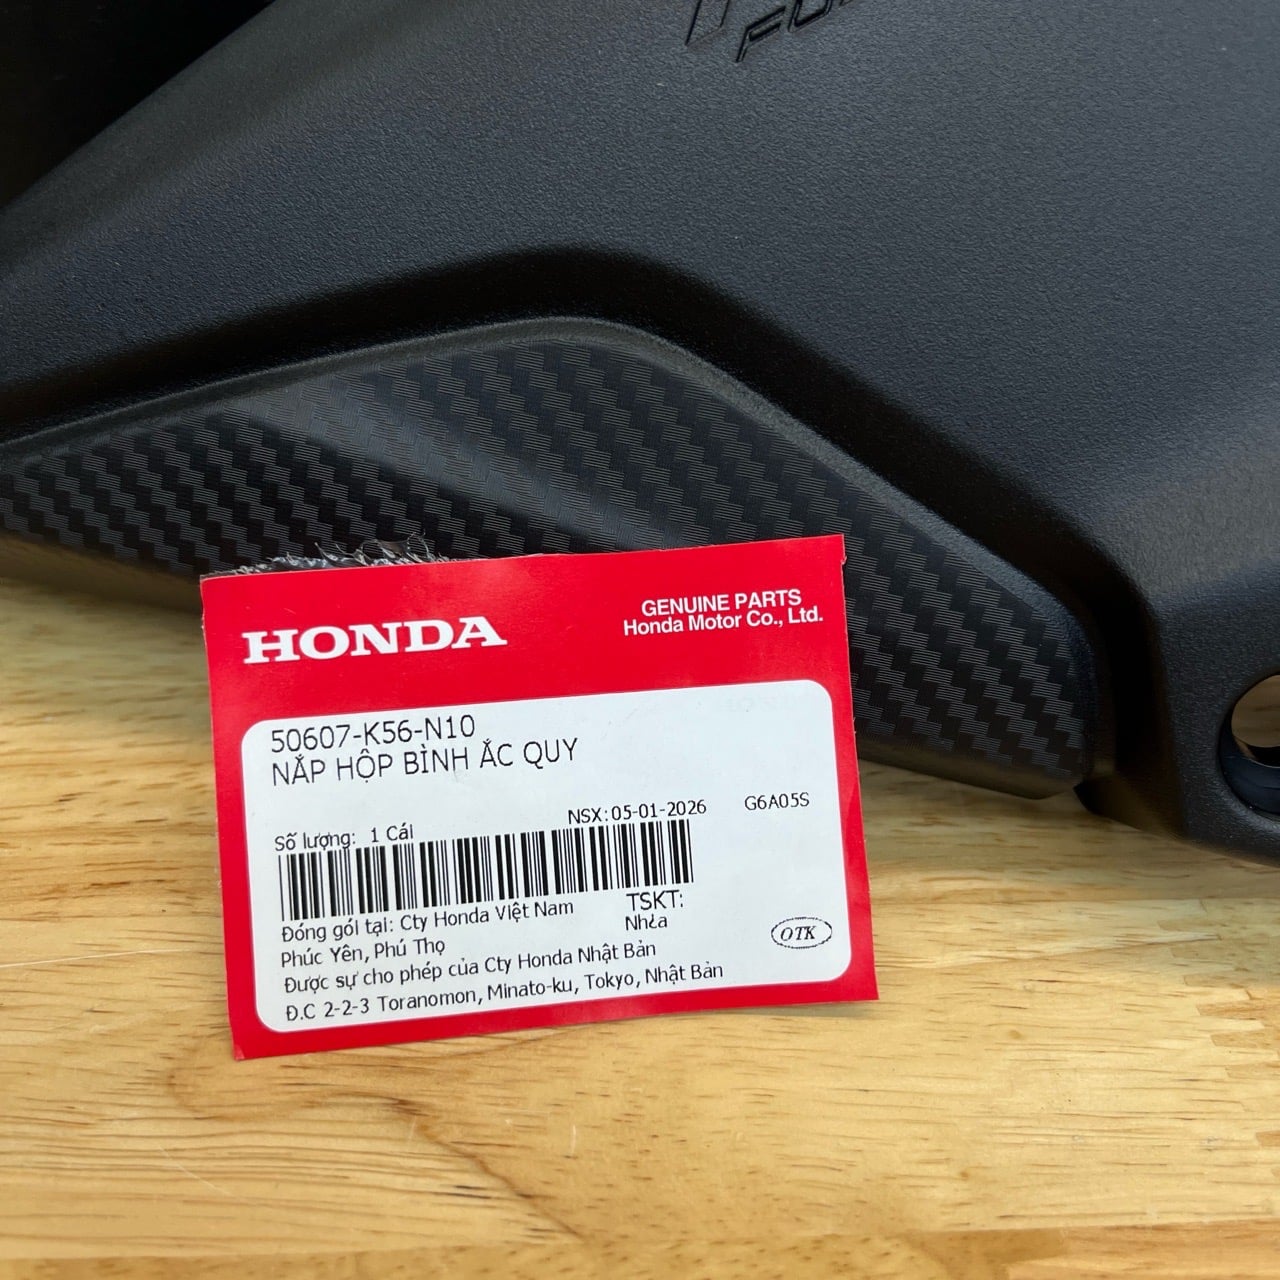 HONDA
GENUINE PARTS
Honda Motor Co., Ltd.
50607-K56-N10
NẮP HỘP BÌNH ẮC QUY
NSX: 05-01-2026 G6A05S
Số lượng: 1 Cái
TSKT:
Nhựa
Đóng gói tại: Cty Honda Việt Nam
Phúc Yên, Phú Thọ
Được sự cho phép của Cty Honda Nhật Bản
Đ.C 2-2-3 Toranomon, Minato-ku, Tokyo, Nhật Bản
OTK